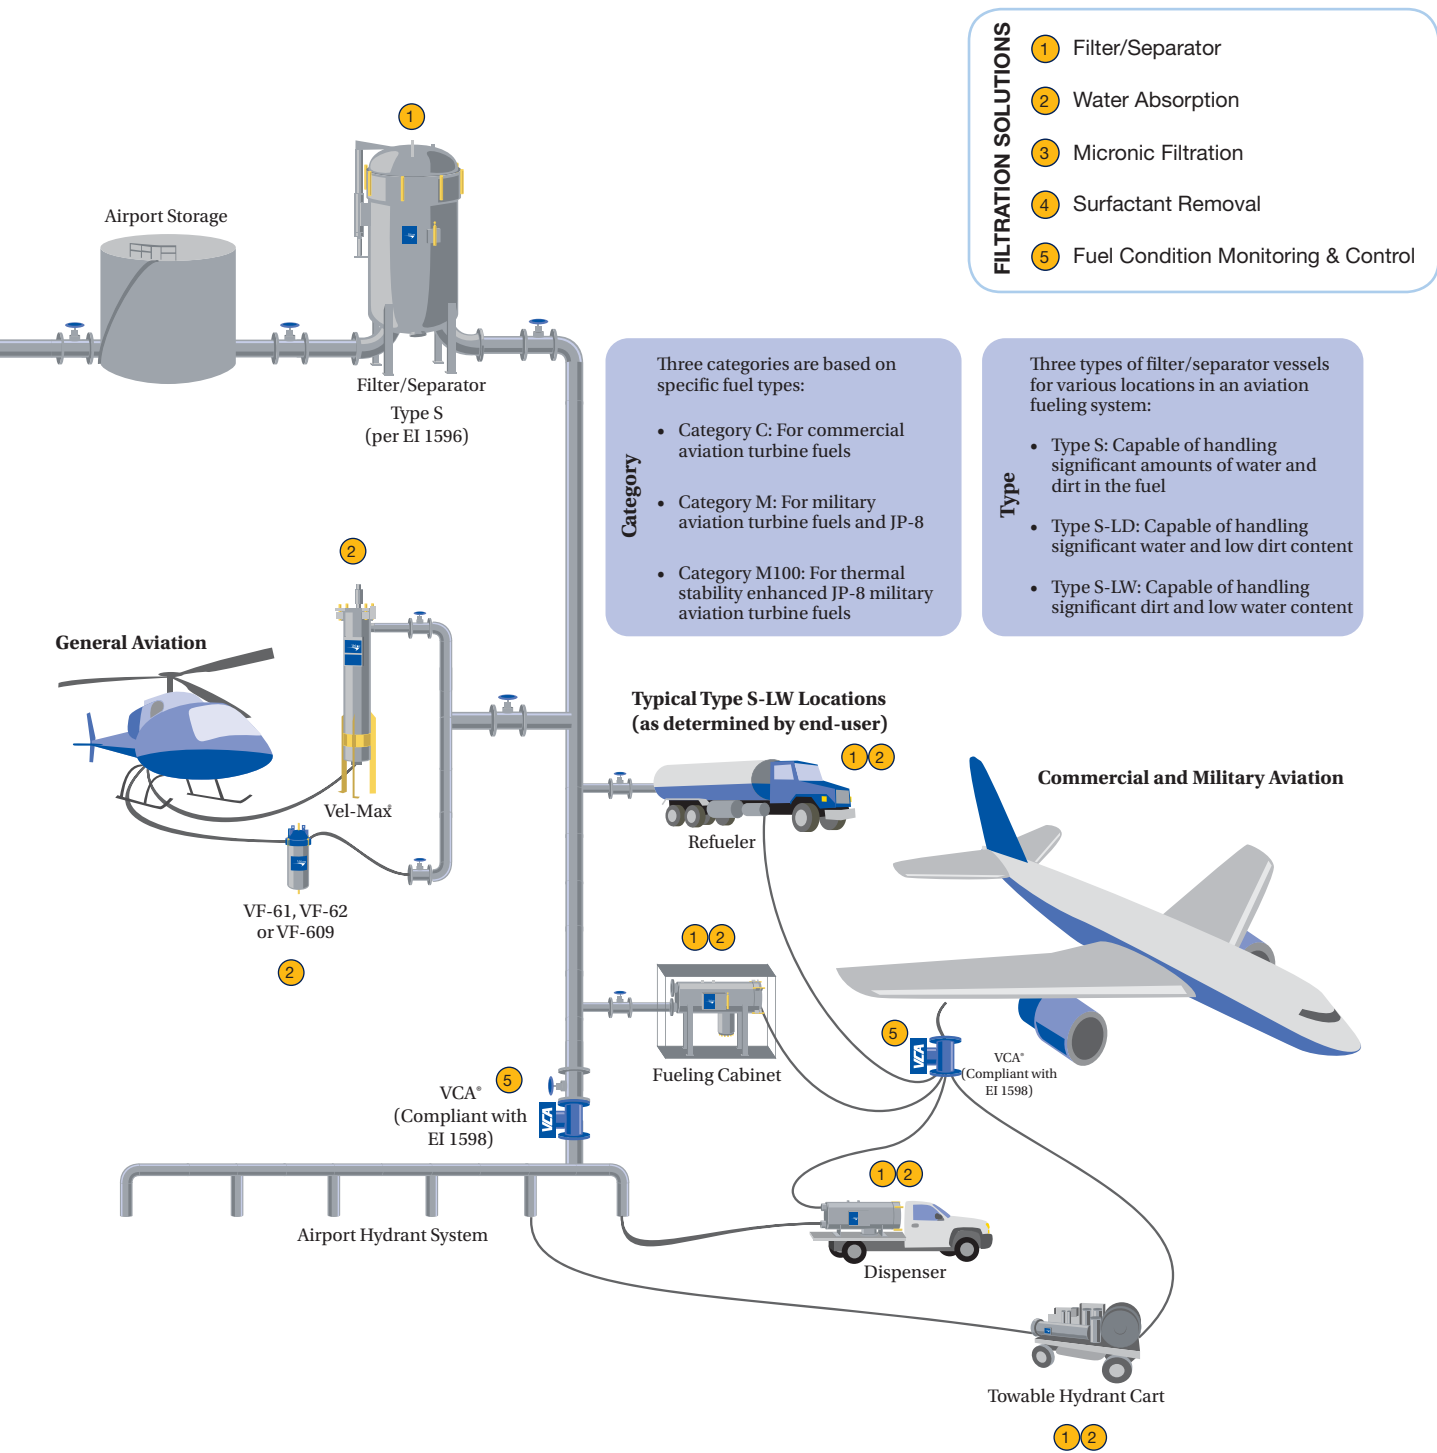 FILTRATION SOLUTIONS
1 Filter/Separator
2 Water Absorption
3 Micronic Filtration
4 Surfactant Removal
5 Fuel Condition Monitoring & Control
1
Airport Storage
Filter/Separator
Type S
(per EI 1596)
Category
Three categories are based on
specific fuel types:
• Category C: For commercial
aviation turbine fuels
• Category M: For military
aviation turbine fuels and JP-8
• Category M100: For thermal
stability enhanced JP-8 military
aviation turbine fuels
Type
Three types of filter/separator vessels
for various locations in an aviation
fueling system:
• Type S: Capable of handling
significant amounts of water and
dirt in the fuel
• Type S-LD: Capable of handling
significant water and low dirt content
• Type S-LW: Capable of handling
significant dirt and low water content
2
General Aviation
Vel-Max®
VF-61, VF-62
or VF-609
2
Typical Type S-LW Locations
(as determined by end-user)
1 2
Refueler
Commercial and Military Aviation
1 2
Fueling Cabinet
5
VCA
VCA®
(Compliant with
EI 1598)
5
VCA®
(Compliant with
EI 1598)
VCA
Airport Hydrant System
1 2
Dispenser
Towable Hydrant Cart
1 2